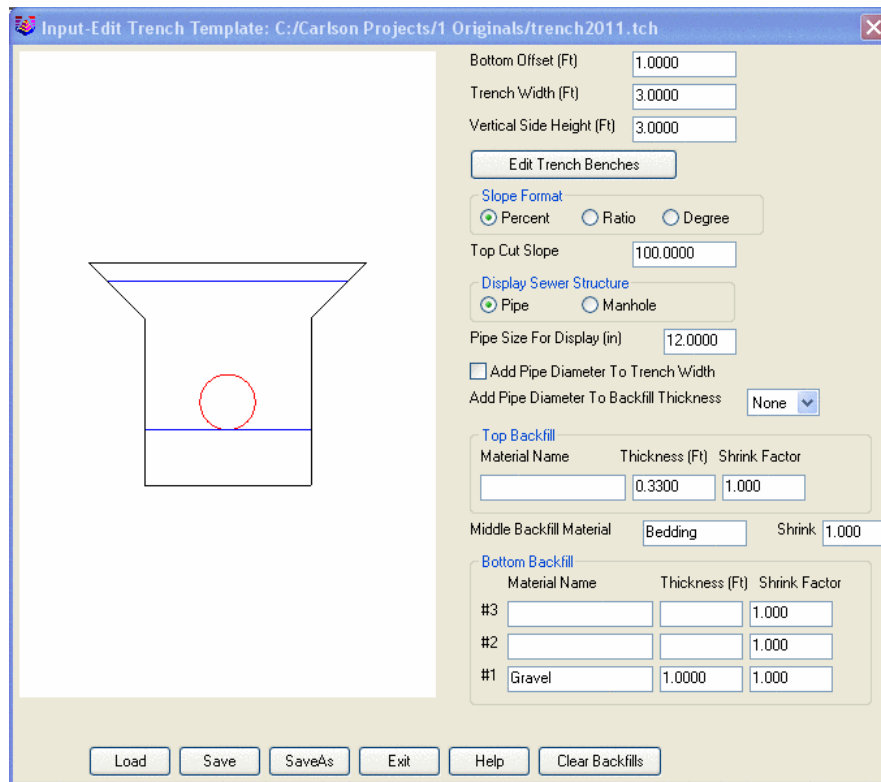 Input-Edit Trench Template: C:/Carlson Projects/1 Originals/trench2011.tch
Bottom Offset (Ft) 1.0000
Trench Width (Ft) 3.0000
Vertical Side Height (Ft) 3.0000
Edit Trench Benches
Slope Format
Percent Ratio Degree
Top Cut Slope 100.0000
Display Sewer Structure
Pipe Manhole
Pipe Size For Display (in) 12.0000
Add Pipe Diameter To Trench Width
Add Pipe Diameter To Backfill Thickness None
Top Backfill
Material Name Thickness (Ft) Shrink Factor
0.3300 1.000
Middle Backfill Material Bedding Shrink 1.000
Bottom Backfill
Material Name Thickness (Ft) Shrink Factor
#3 1.000
#2 1.000
#1 Gravel 1.0000 1.000
Load Save SaveAs Exit Help Clear Backfills